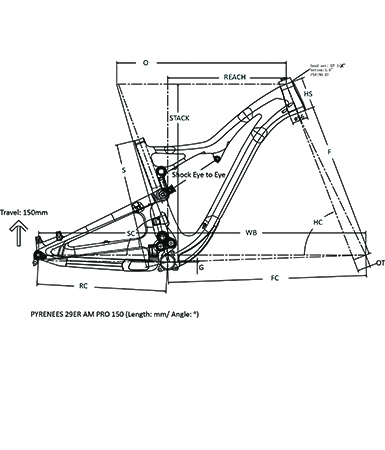 O
REACH
HS
STACK
F
S
Shock Eye to Eye
Travel: 150mm
HC
SC
WB
G
OT
RC
FC
PYRENEES 29ER AM PRO 150 (Length: mm/ Angle: °)